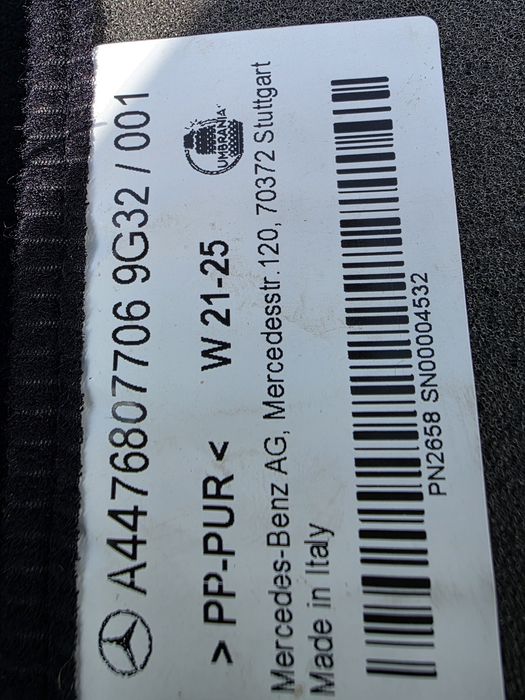 A4476807706 9G32 / 001
> PP-PUR < W 21-25
UMBRANIA
Mercedes-Benz AG, Mercedesstr.120, 70372 Stuttgart
Made in Italy
PN2658 SN00004532